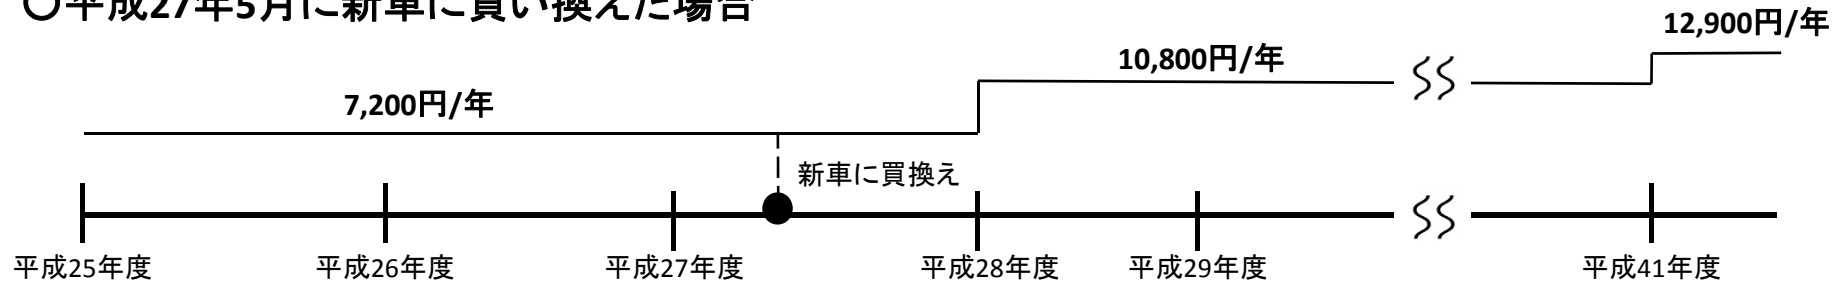 ○平成27年5月に新車に買い換えた場合
12,900円/年
10,800円/年
7,200円/年
新車に買換え
平成25年度
平成26年度
平成27年度
平成28年度
平成29年度
平成41年度